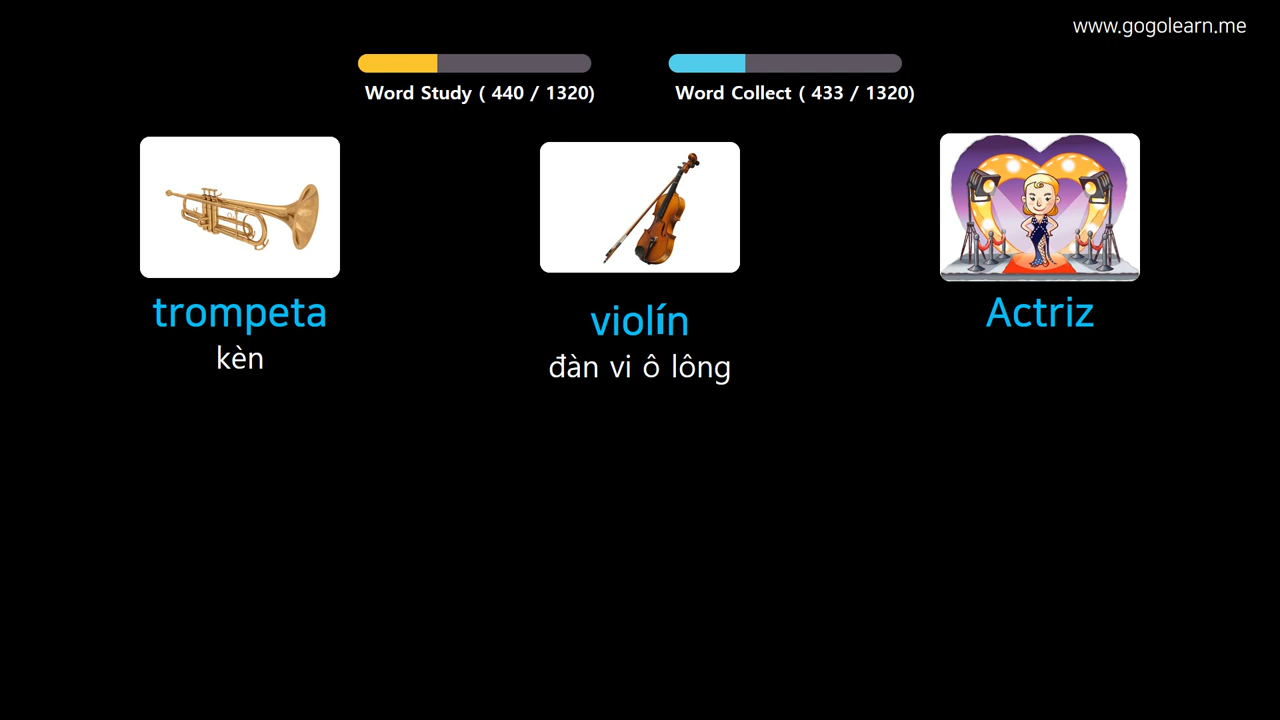 www.gogolearn.me
Word Study ( 440 / 1320)
Word Collect ( 433 / 1320)
trompeta
kèn
violín
đàn vi ô lông
Actriz